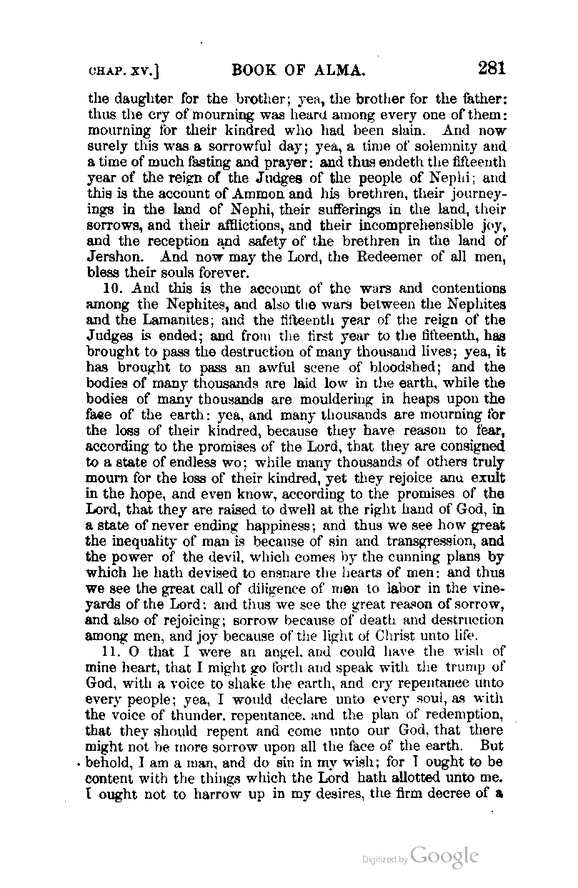 CHAP. XV.] BOOK OF ALMA. 281
the daughter for the brother; yea, the brother for the father:
thus the cry of mourning was heard among every one of them:
mourning for their kindred who had been slain. And now
surely this was a sorrowful day; yea, a time of solemnity and
a time of much fasting and prayer: and thus endeth the fifteenth
year of the reign of the Judges of the people of Nephi; and
this is the account of Ammon and his brethren, their journey-
ings in the land of Nephi, their sufferings in the land, their
sorrows, and their afflictions, and their incomprehensible joy,
and the reception and safety of the brethren in the land of
Jershon. And now may the Lord, the Redeemer of all men,
bless their souls forever.
10. And this is the account of the wars and contentions
among the Nephites, and also the wars between the Nephites
and the Lamanites; and the fifteenth year of the reign of the
Judges is ended; and from the first year to the fifteenth, has
brought to pass the destruction of many thousand lives; yea, it
has brought to pass an awful scene of bloodshed; and the
bodies of many thousands are laid low in the earth, while the
bodies of many thousands are mouldering in heaps upon the
face of the earth: yea, and many thousands are mourning for
the loss of their kindred, because they have reason to fear,
according to the promises of the Lord, that they are consigned
to a state of endless wo; while many thousands of others truly
mourn for the loss of their kindred, yet they rejoice and exult
in the hope, and even know, according to the promises of the
Lord, that they are raised to dwell at the right hand of God, in
a state of never ending happiness; and thus we see how great
the inequality of man is because of sin and transgression, and
the power of the devil, which comes by the cunning plans by
which he hath devised to ensnare the hearts of men: and thus
we see the great call of diligence of men to labor in the vine-
yards of the Lord: and thus we see the great reason of sorrow,
and also of rejoicing; sorrow because of death and destruction
among men, and joy because of the light of Christ unto life.
11. O that I were an angel, and could have the wish of
mine heart, that I might go forth and speak with the trump of
God, with a voice to shake the earth, and cry repentance unto
every people; yea, I would declare unto every soul, as with
the voice of thunder, repentance, and the plan of redemption,
that they should repent and come unto our God, that there
might not be more sorrow upon all the face of the earth. But
behold, I am a man, and do sin in my wish; for I ought to be
content with the things which the Lord hath allotted unto me.
I ought not to harrow up in my desires, the firm decree of a
Digitized by Google